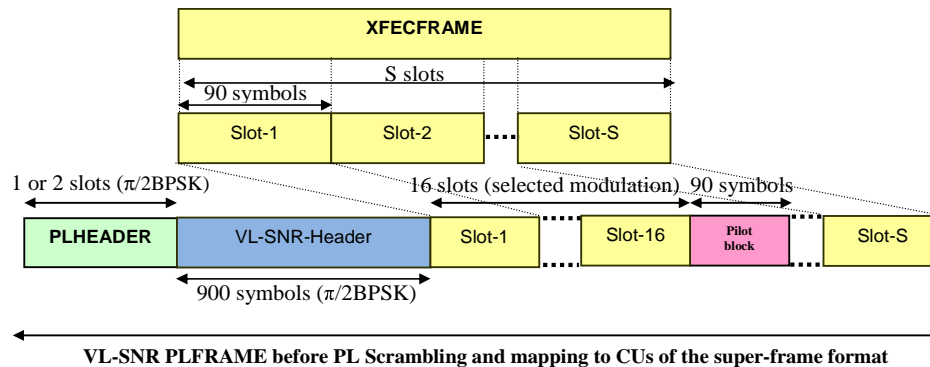 XFECFRAME
S slots
90 symbols
Slot-1 Slot-2 Slot-S
1 or 2 slots (π/2BPSK) 16 slots (selected modulation) 90 symbols
PLHEADER VL-SNR-Header Slot-1 Slot-16 Pilot block Slot-S
900 symbols (π/2BPSK)
VL-SNR PLFRAME before PL Scrambling and mapping to CUs of the super-frame format